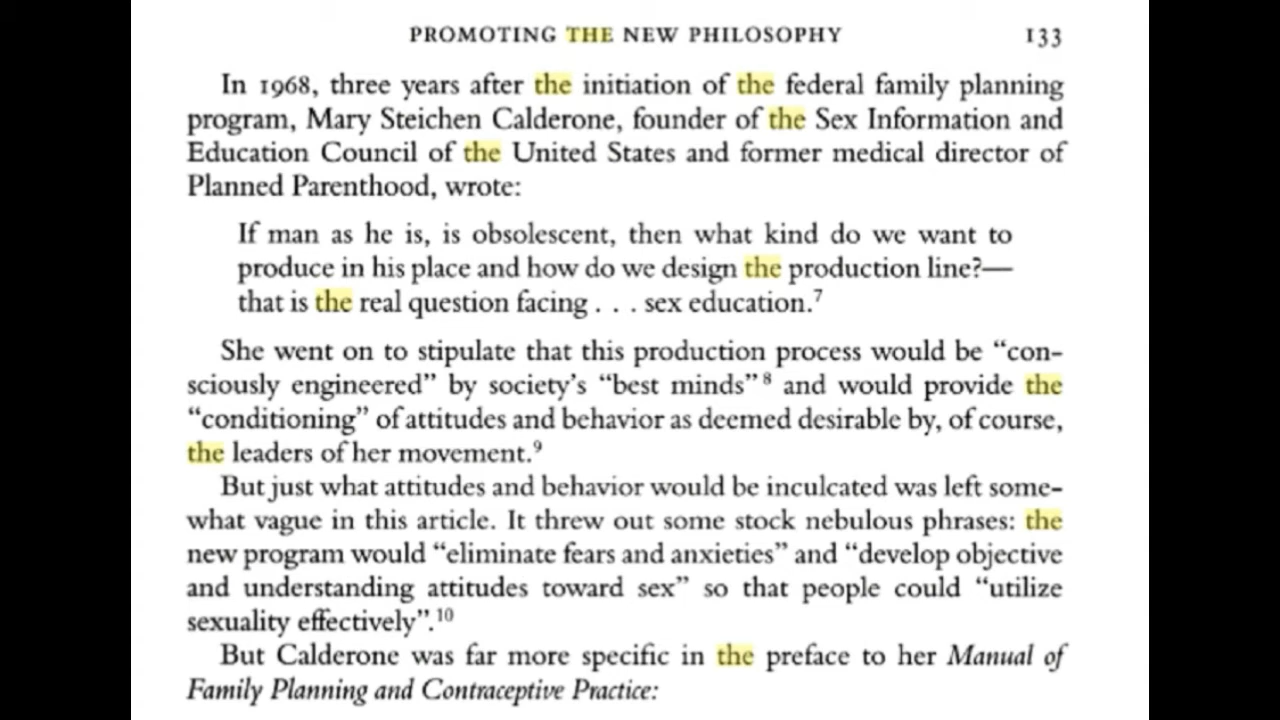 PROMOTING THE NEW PHILOSOPHY 133
In 1968, three years after the initiation of the federal family planning
program, Mary Steichen Calderone, founder of the Sex Information and
Education Council of the United States and former medical director of
Planned Parenthood, wrote:
If man as he is, is obsolescent, then what kind do we want to
produce in his place and how do we design the production line?—
that is the real question facing . . . sex education.⁷
She went on to stipulate that this production process would be “con-
sciously engineered” by society’s “best minds”⁸ and would provide the
“conditioning” of attitudes and behavior as deemed desirable by, of course,
the leaders of her movement.⁹
But just what attitudes and behavior would be inculcated was left some-
what vague in this article. It threw out some stock nebulous phrases: the
new program would “eliminate fears and anxieties” and “develop objective
and understanding attitudes toward sex” so that people could “utilize
sexuality effectively”.¹⁰
But Calderone was far more specific in the preface to her Manual of
Family Planning and Contraceptive Practice: